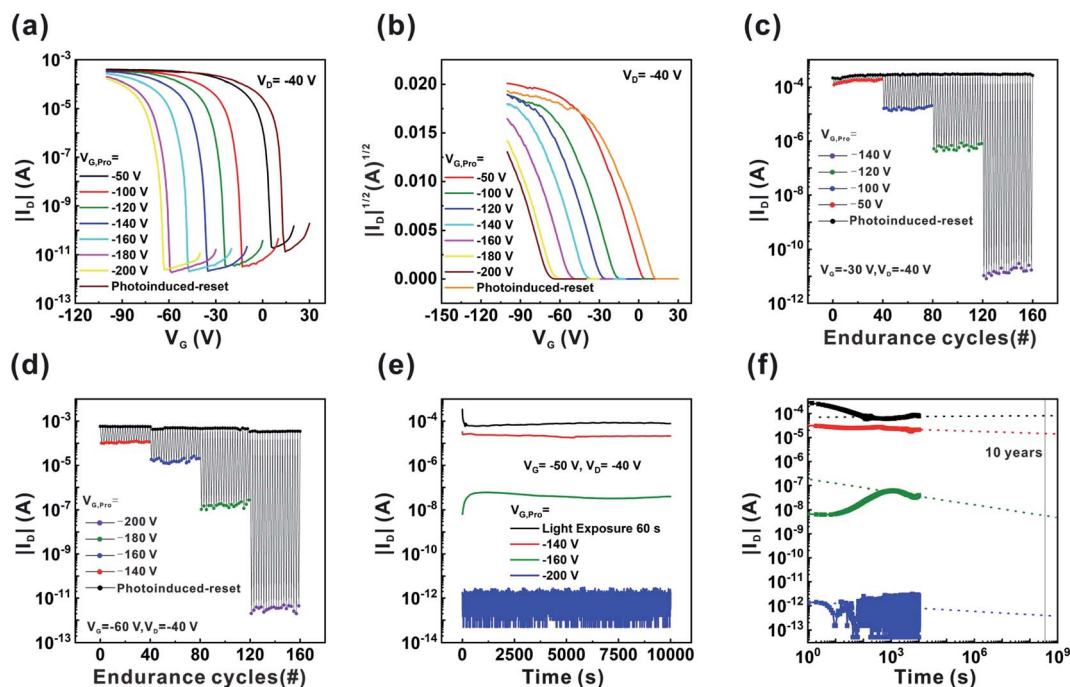 (a)
10⁻³
10⁻⁵
10⁻⁷
10⁻⁹
10⁻¹¹
10⁻¹³
|I_D| (A)
V_D= -40 V
V_G,Pro=
-50 V
-100 V
-120 V
-140 V
-160 V
-180 V
-200 V
Photoinduced-reset
-120 -90 -60 -30 0 30
V_G (V)
(b)
0.020
0.015
0.010
0.005
0.000
|I_D|^1/2 (A)^1/2
V_D= -40 V
V_G,Pro=
-50 V
-100 V
-120 V
-140 V
-160 V
-180 V
-200 V
Photoinduced-reset
-150 -120 -90 -60 -30 0 30
V_G (V)
(c)
10⁻⁴
10⁻⁶
10⁻⁸
10⁻¹⁰
10⁻¹²
|I_D| (A)
V_G,Pro=
-140 V
-120 V
-100 V
-50 V
Photoinduced-reset
V_G=-30 V,V_D=-40 V
0 40 80 120 160
Endurance cycles(#)
(d)
10⁻¹
10⁻³
10⁻⁵
10⁻⁷
10⁻⁹
10⁻¹¹
10⁻¹³
|I_D| (A)
V_G,Pro=
-200 V
-180 V
-160 V
-140 V
Photoinduced-reset
V_G=-60 V,V_D=-40 V
0 40 80 120 160
Endurance cycles(#)
(e)
10⁻⁴
10⁻⁶
10⁻⁸
10⁻¹⁰
10⁻¹²
10⁻¹⁴
|I_D| (A)
V_G= -50 V, V_D= -40 V
V_G,Pro=
Light Exposure 60 s
-140 V
-160 V
-200 V
0 2500 5000 7500 10000
Time (s)
(f)
10⁻⁴
10⁻⁵
10⁻⁶
10⁻⁷
10⁻⁸
10⁻⁹
10⁻¹⁰
10⁻¹¹
10⁻¹²
10⁻¹³
|I_D| (A)
10 years
10⁰ 10³ 10⁶ 10⁹
Time (s)